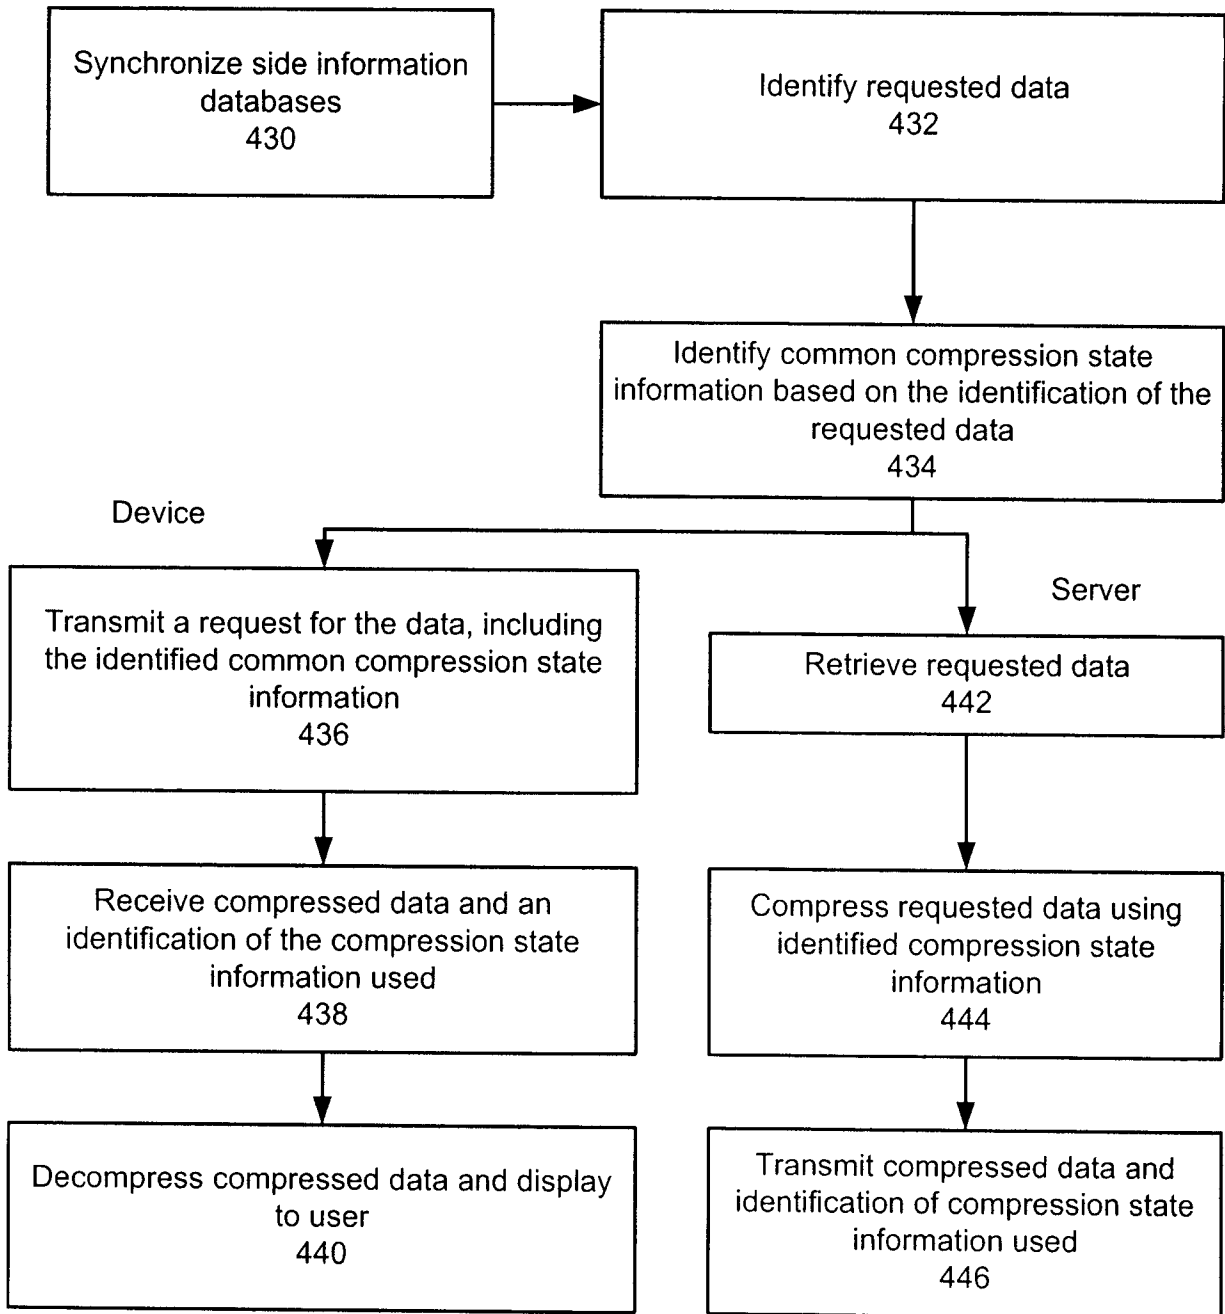 Synchronize side information
databases
430
Identify requested data
432
Identify common compression state
information based on the identification of the
requested data
434
Device
Transmit a request for the data, including
the identified common compression state
information
436
Receive compressed data and an
identification of the compression state
information used
438
Decompress compressed data and display
to user
440
Server
Retrieve requested data
442
Compress requested data using
identified compression state
information
444
Transmit compressed data and
identification of compression state
information used
446